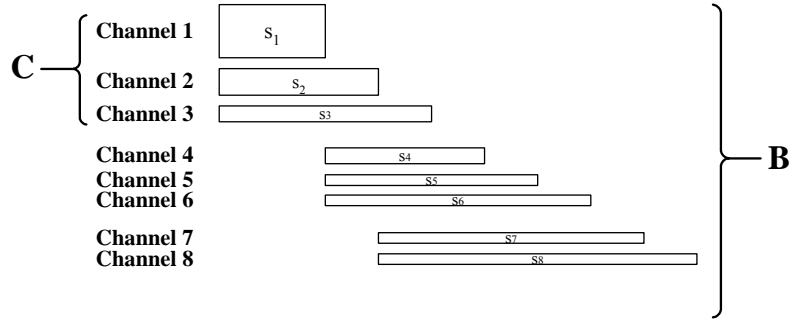 Channel 1 S1
C
Channel 2 S2
Channel 3 S3
Channel 4 S4
B
Channel 5 S5
Channel 6 S6
Channel 7 S7
Channel 8 S8